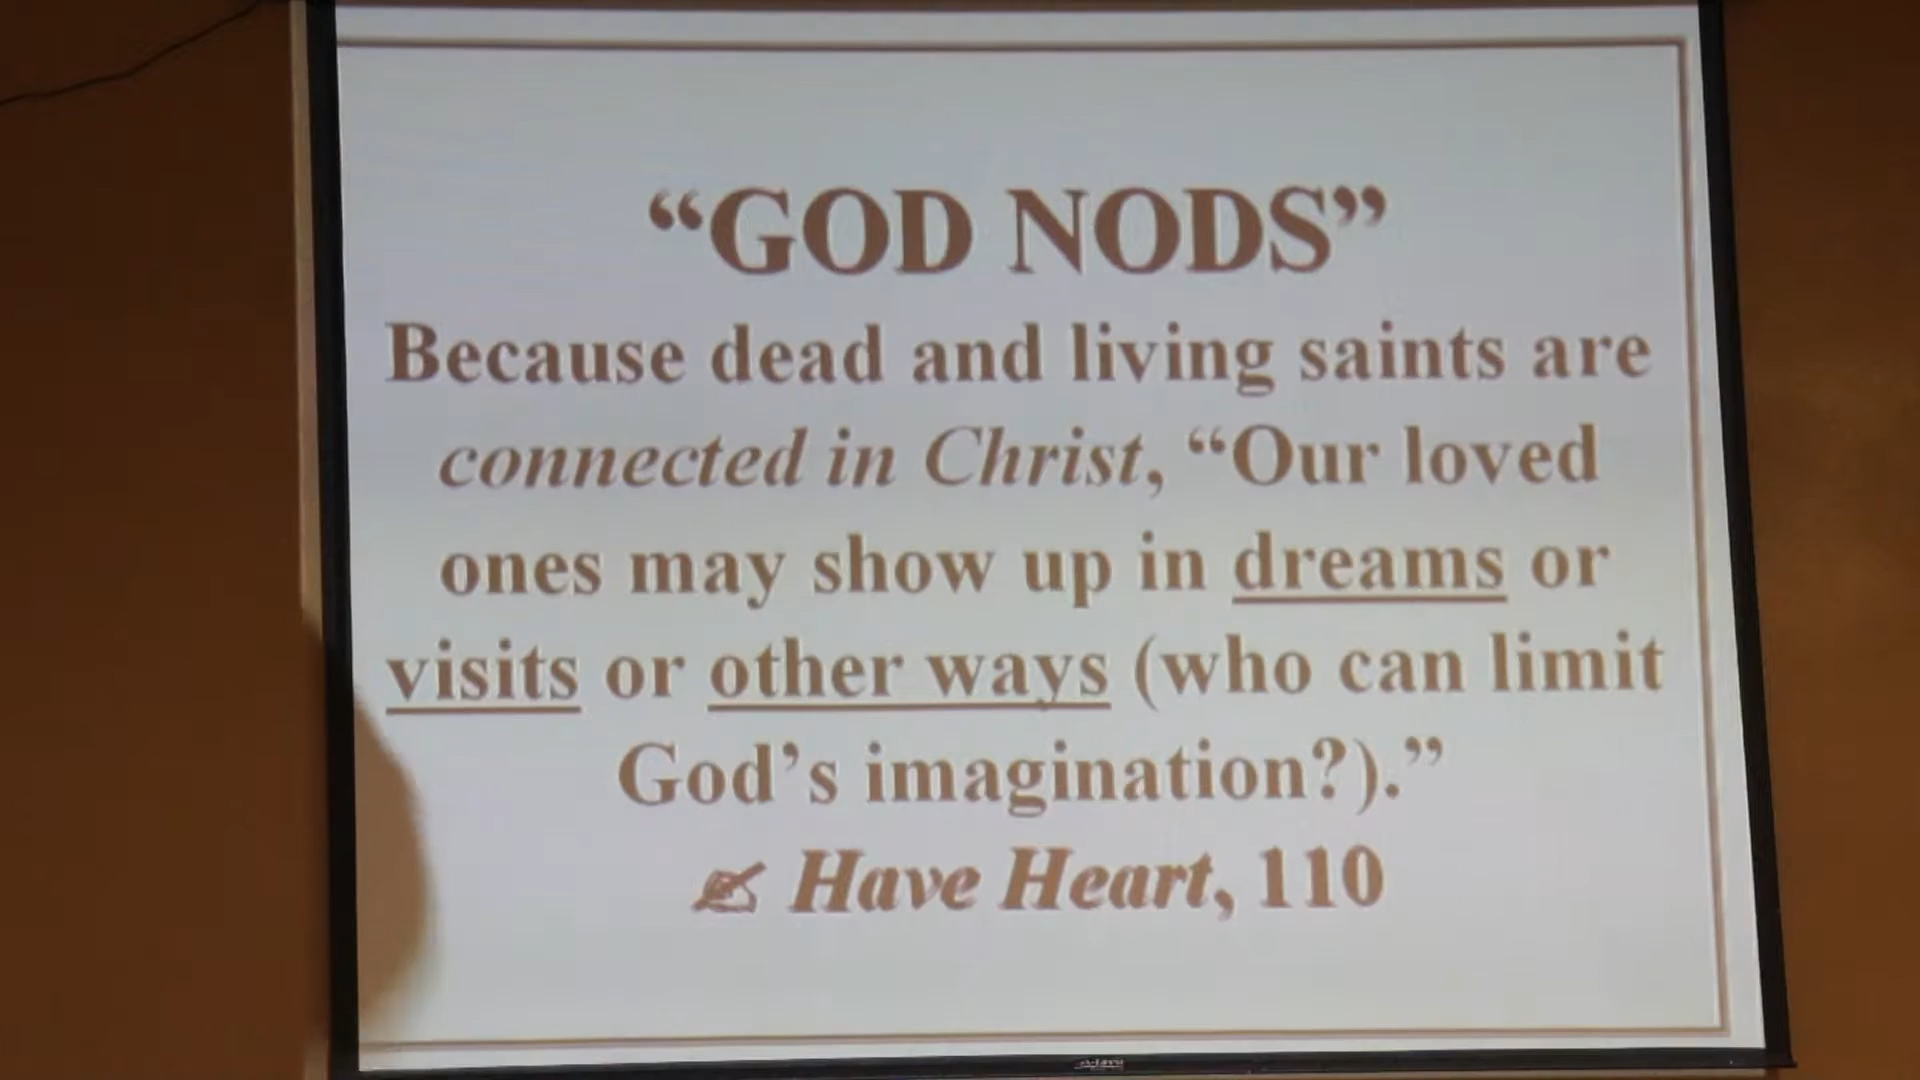 “GOD NODS”
Because dead and living saints are
connected in Christ, “Our loved
ones may show up in dreams or
visits or other ways (who can limit
God’s imagination?).”
✍ Have Heart, 110